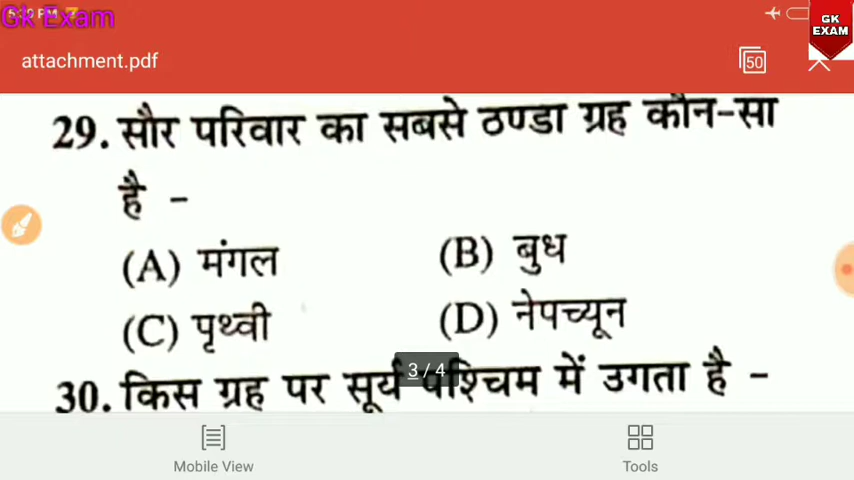 Gk Exam
GK
EXAM
attachment.pdf
50
29. सौर परिवार का सबसे ठण्डा ग्रह कौन-सा
है -
(A) मंगल
(B) बुध
(C) पृथ्वी
(D) नेपच्यून
3 / 4
30. किस ग्रह पर सूर्य पश्चिम में उगता है -
Mobile View
Tools